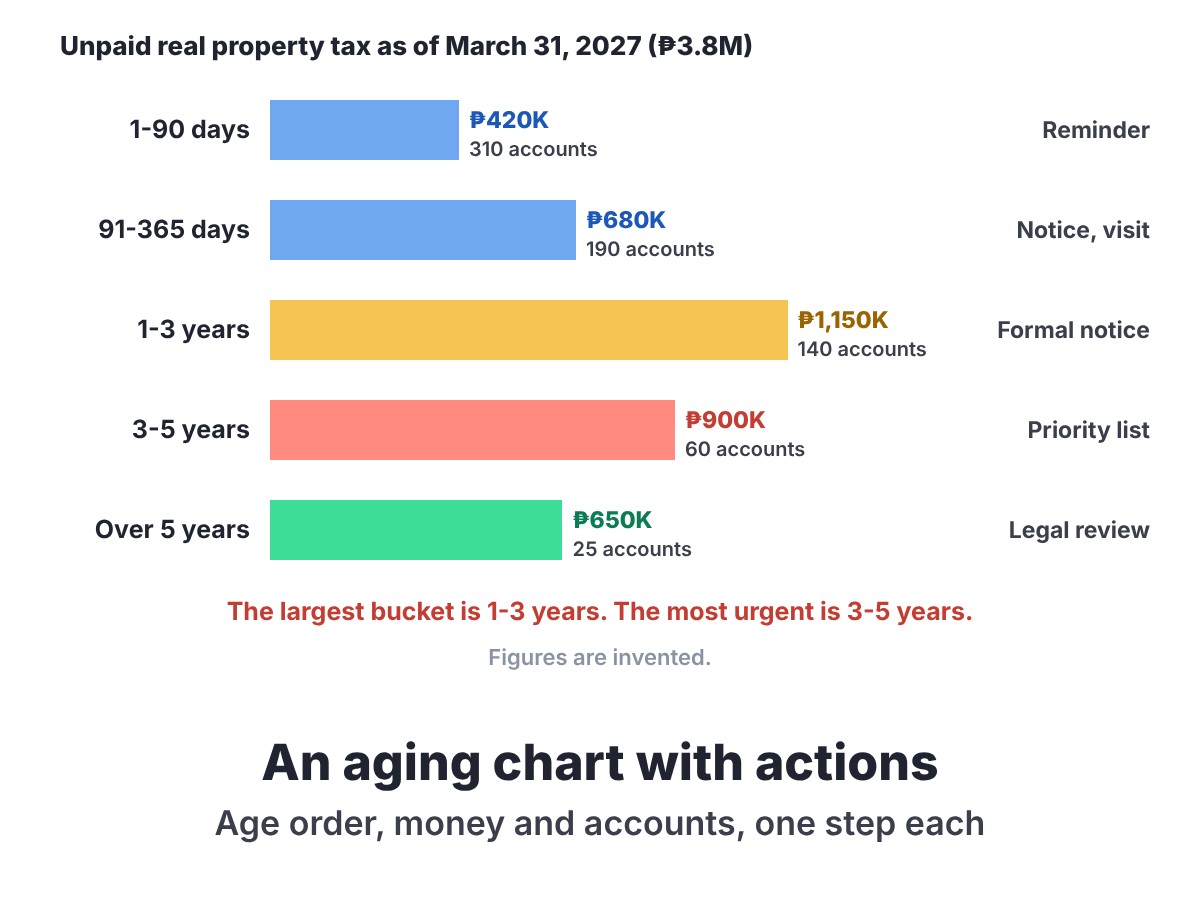 Unpaid real property tax as of March 31, 2027 (₱3.8M)
1-90 days
₱420K
310 accounts
Reminder
91-365 days
₱680K
190 accounts
Notice, visit
1-3 years
₱1,150K
140 accounts
Formal notice
3-5 years
₱900K
60 accounts
Priority list
Over 5 years
₱650K
25 accounts
Legal review
The largest bucket is 1-3 years. The most urgent is 3-5 years.
Figures are invented.
An aging chart with actions
Age order, money and accounts, one step each